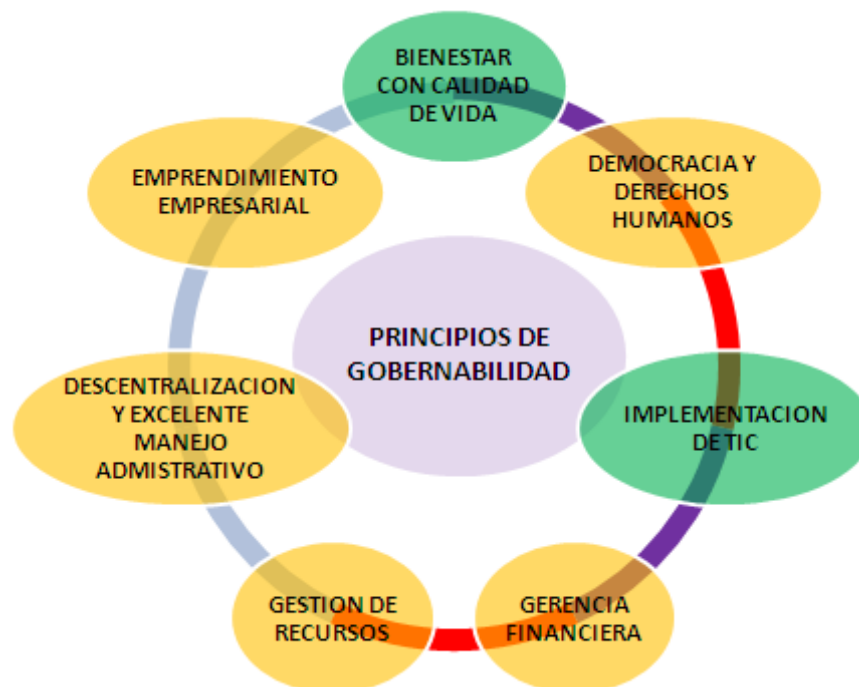 BIENESTAR
CON CALIDAD
DE VIDA
DEMOCRACIA Y
DERECHOS
HUMANOS
EMPRENDIMIENTO
EMPRESARIAL
PRINCIPIOS DE
GOBERNABILIDAD
DESCENTRALIZACION
Y EXCELENTE
MANEJO
ADMISTRATIVO
IMPLEMENTACION
DE TIC
GESTION DE
RECURSOS
GERENCIA
FINANCIERA